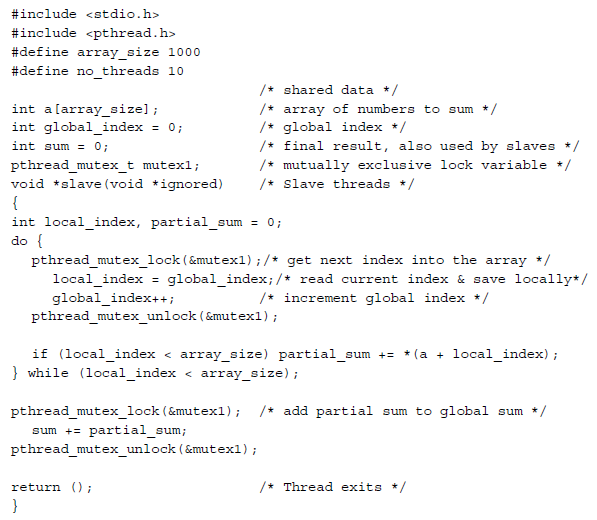 #include <stdio.h>
#include <pthread.h>
#define array_size 1000
#define no_threads 10
/* shared data */
int a[array_size]; /* array of numbers to sum */
int global_index = 0; /* global index */
int sum = 0; /* final result, also used by slaves */
pthread_mutex_t mutex1; /* mutually exclusive lock variable */
void *slave(void *ignored) /* Slave threads */
{
int local_index, partial_sum = 0;
do {
pthread_mutex_lock(&mutex1);/* get next index into the array */
local_index = global_index;/* read current index & save locally*/
global_index++; /* increment global index */
pthread_mutex_unlock(&mutex1);
if (local_index < array_size) partial_sum += *(a + local_index);
} while (local_index < array_size);
pthread_mutex_lock(&mutex1); /* add partial sum to global sum */
sum += partial_sum;
pthread_mutex_unlock(&mutex1);
return (); /* Thread exits */
}